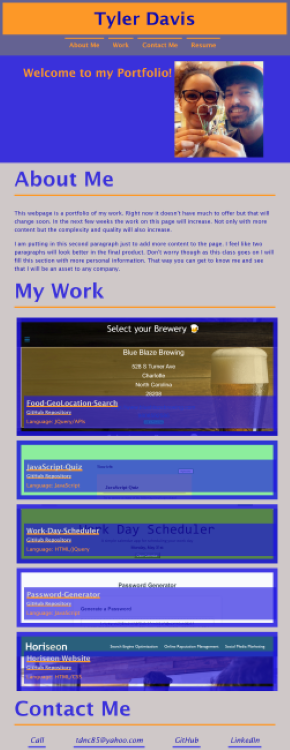 Tyler Davis
About Me Work Contact Me Resume
Welcome to my Portfolio!
About Me
This webpage is a portfolio of my work. Right now it doesn't have much to offer but that will
change soon. In the next few weeks the work on this page will increase. Not only with more
content but the complexity and quality will also increase.
I am putting in this second paragraph just to add more content to the page. I feel like two
paragraphs will look better in the final product. Don't worry though as this class goes on I will
fill this section with more personal information. That way you can get to know me and see
that I will be an asset to any company.
My Work
Select your Brewery
Blue Blaze Brewing
528 S Turner Ave
Charlotte
North Carolina
28208
Food GeoLocation Search
GitHub Repository
Language: JQuery/APIs
JavaScript Quiz
GitHub Repository
JavaScript Quiz
Language: JavaScript
Work Day Scheduler
Work Day Scheduler
GitHub Repository
Language: HTML/JQuery
Password Generator
Password Generator
GitHub Repository
Generate a Password
Language: JavaScript
Horiseon
Search Engine Optimization Online Reputation Management Social Media Marketing
Horiseon Website
GitHub Repository
Language: HTML/CSS
Contact Me
Call tdnc85@yahoo.com GitHub LinkedIn